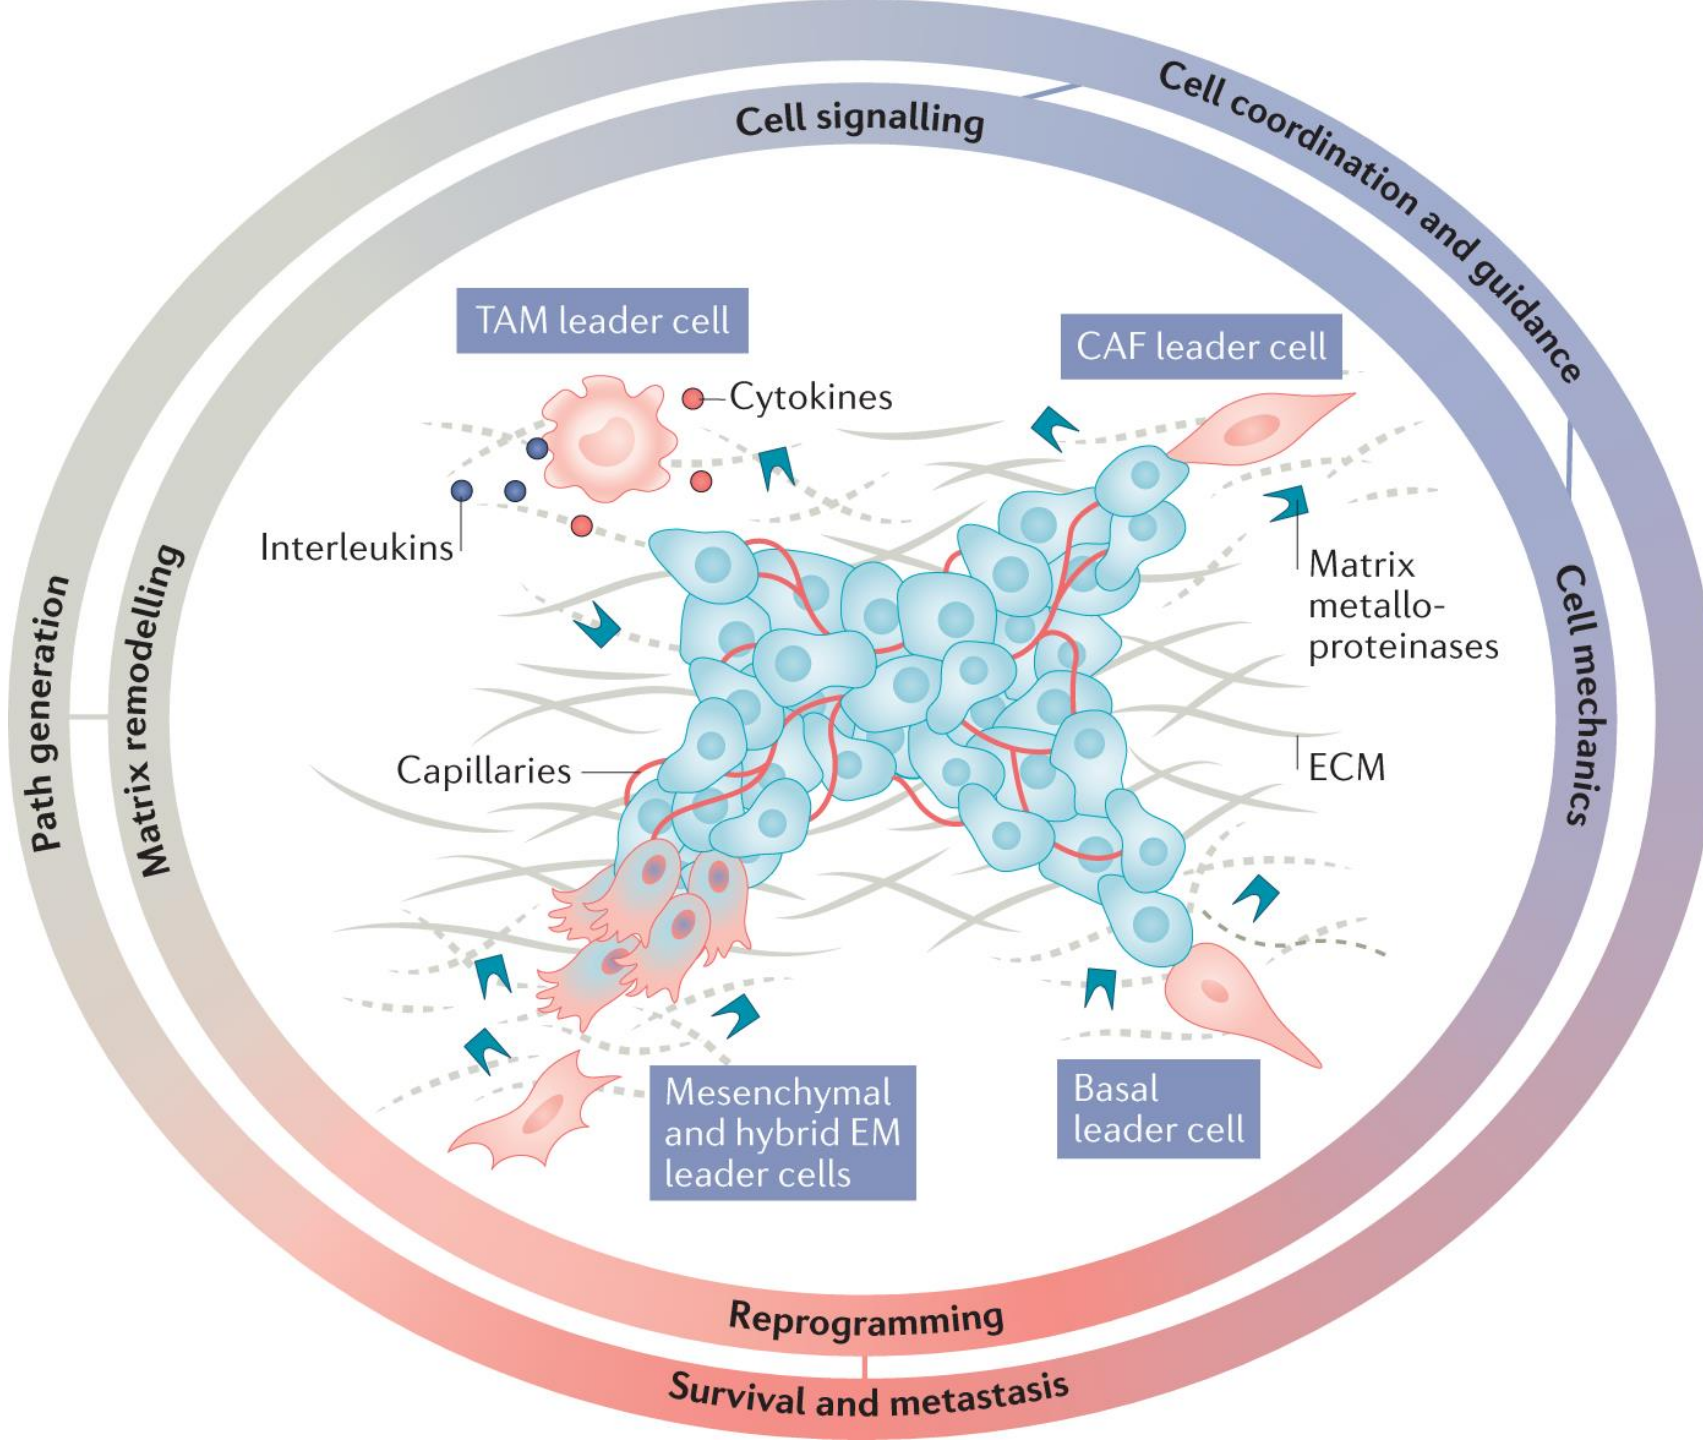 Cell coordination and guidance
Cell signalling
TAM leader cell
CAF leader cell
Cytokines
Interleukins
Matrix
metallo-
proteinases
Path generation
Matrix remodelling
Cell mechanics
Capillaries
ECM
Mesenchymal
and hybrid EM
leader cells
Basal
leader cell
Reprogramming
Survival and metastasis